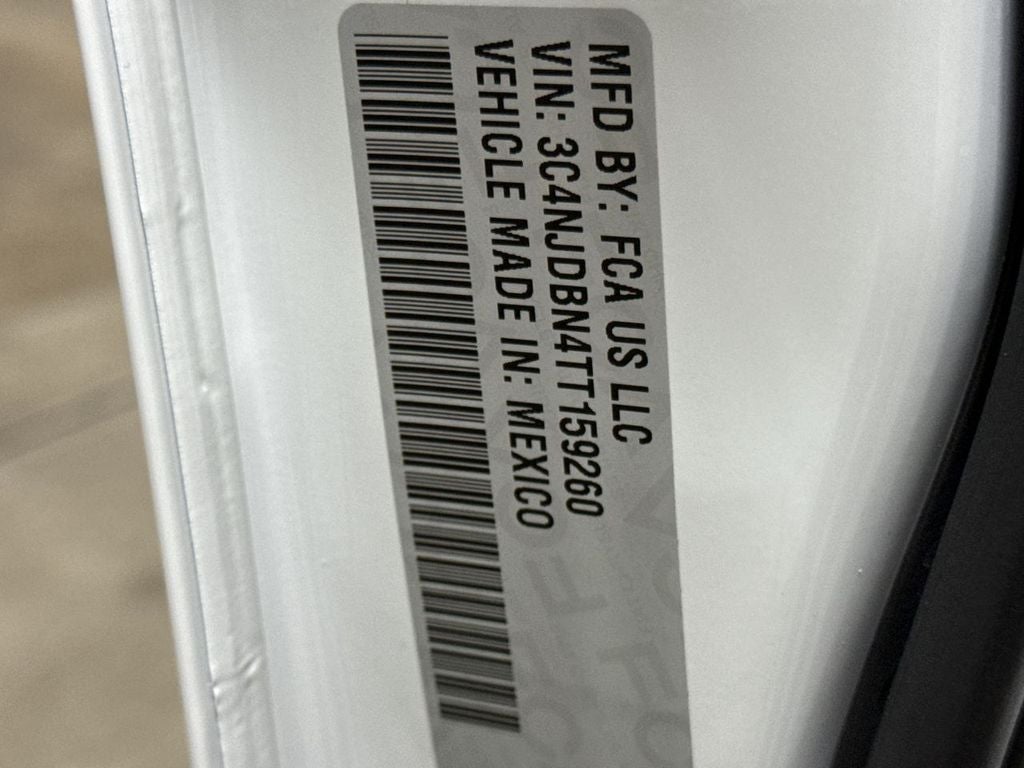 MFD BY: FCA US LLC
VIN: 3C4NJDBN4TT159260
VEHICLE MADE IN: MEXICO